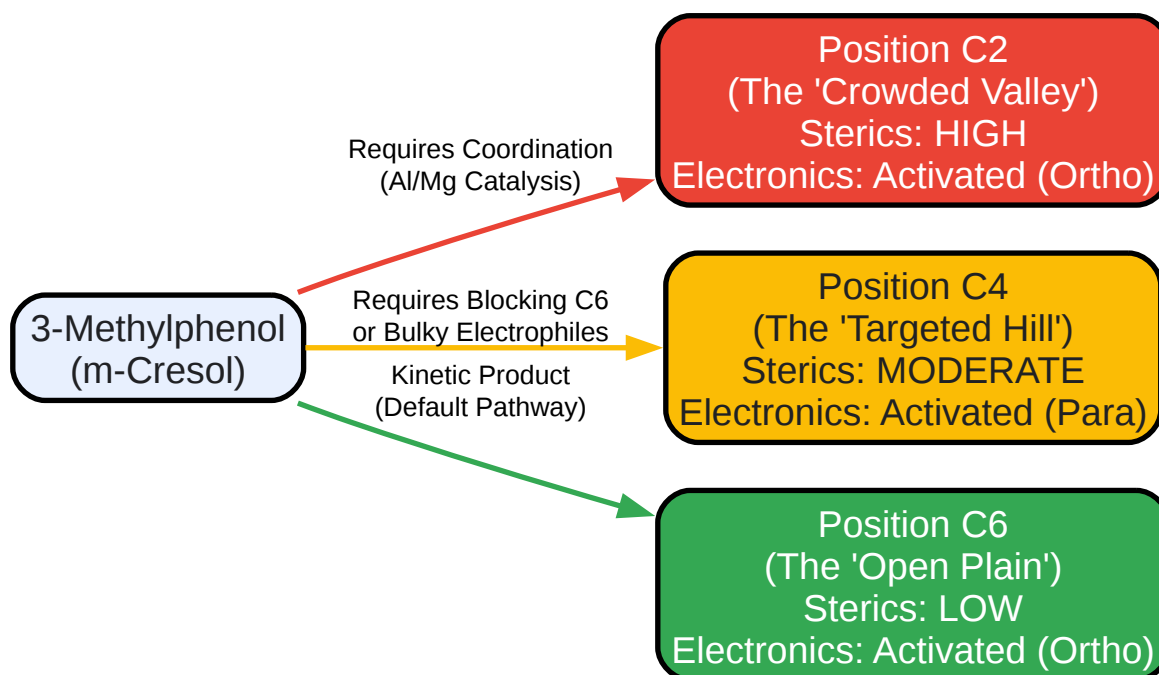 3-Methylphenol
(m-Cresol)
Requires Coordination
(Al/Mg Catalysis)
Requires Blocking C6
or Bulky Electrophiles
Kinetic Product
(Default Pathway)
Position C2
(The 'Crowded Valley')
Sterics: HIGH
Electronics: Activated (Ortho)
Position C4
(The 'Targeted Hill')
Sterics: MODERATE
Electronics: Activated (Para)
Position C6
(The 'Open Plain')
Sterics: LOW
Electronics: Activated (Ortho)